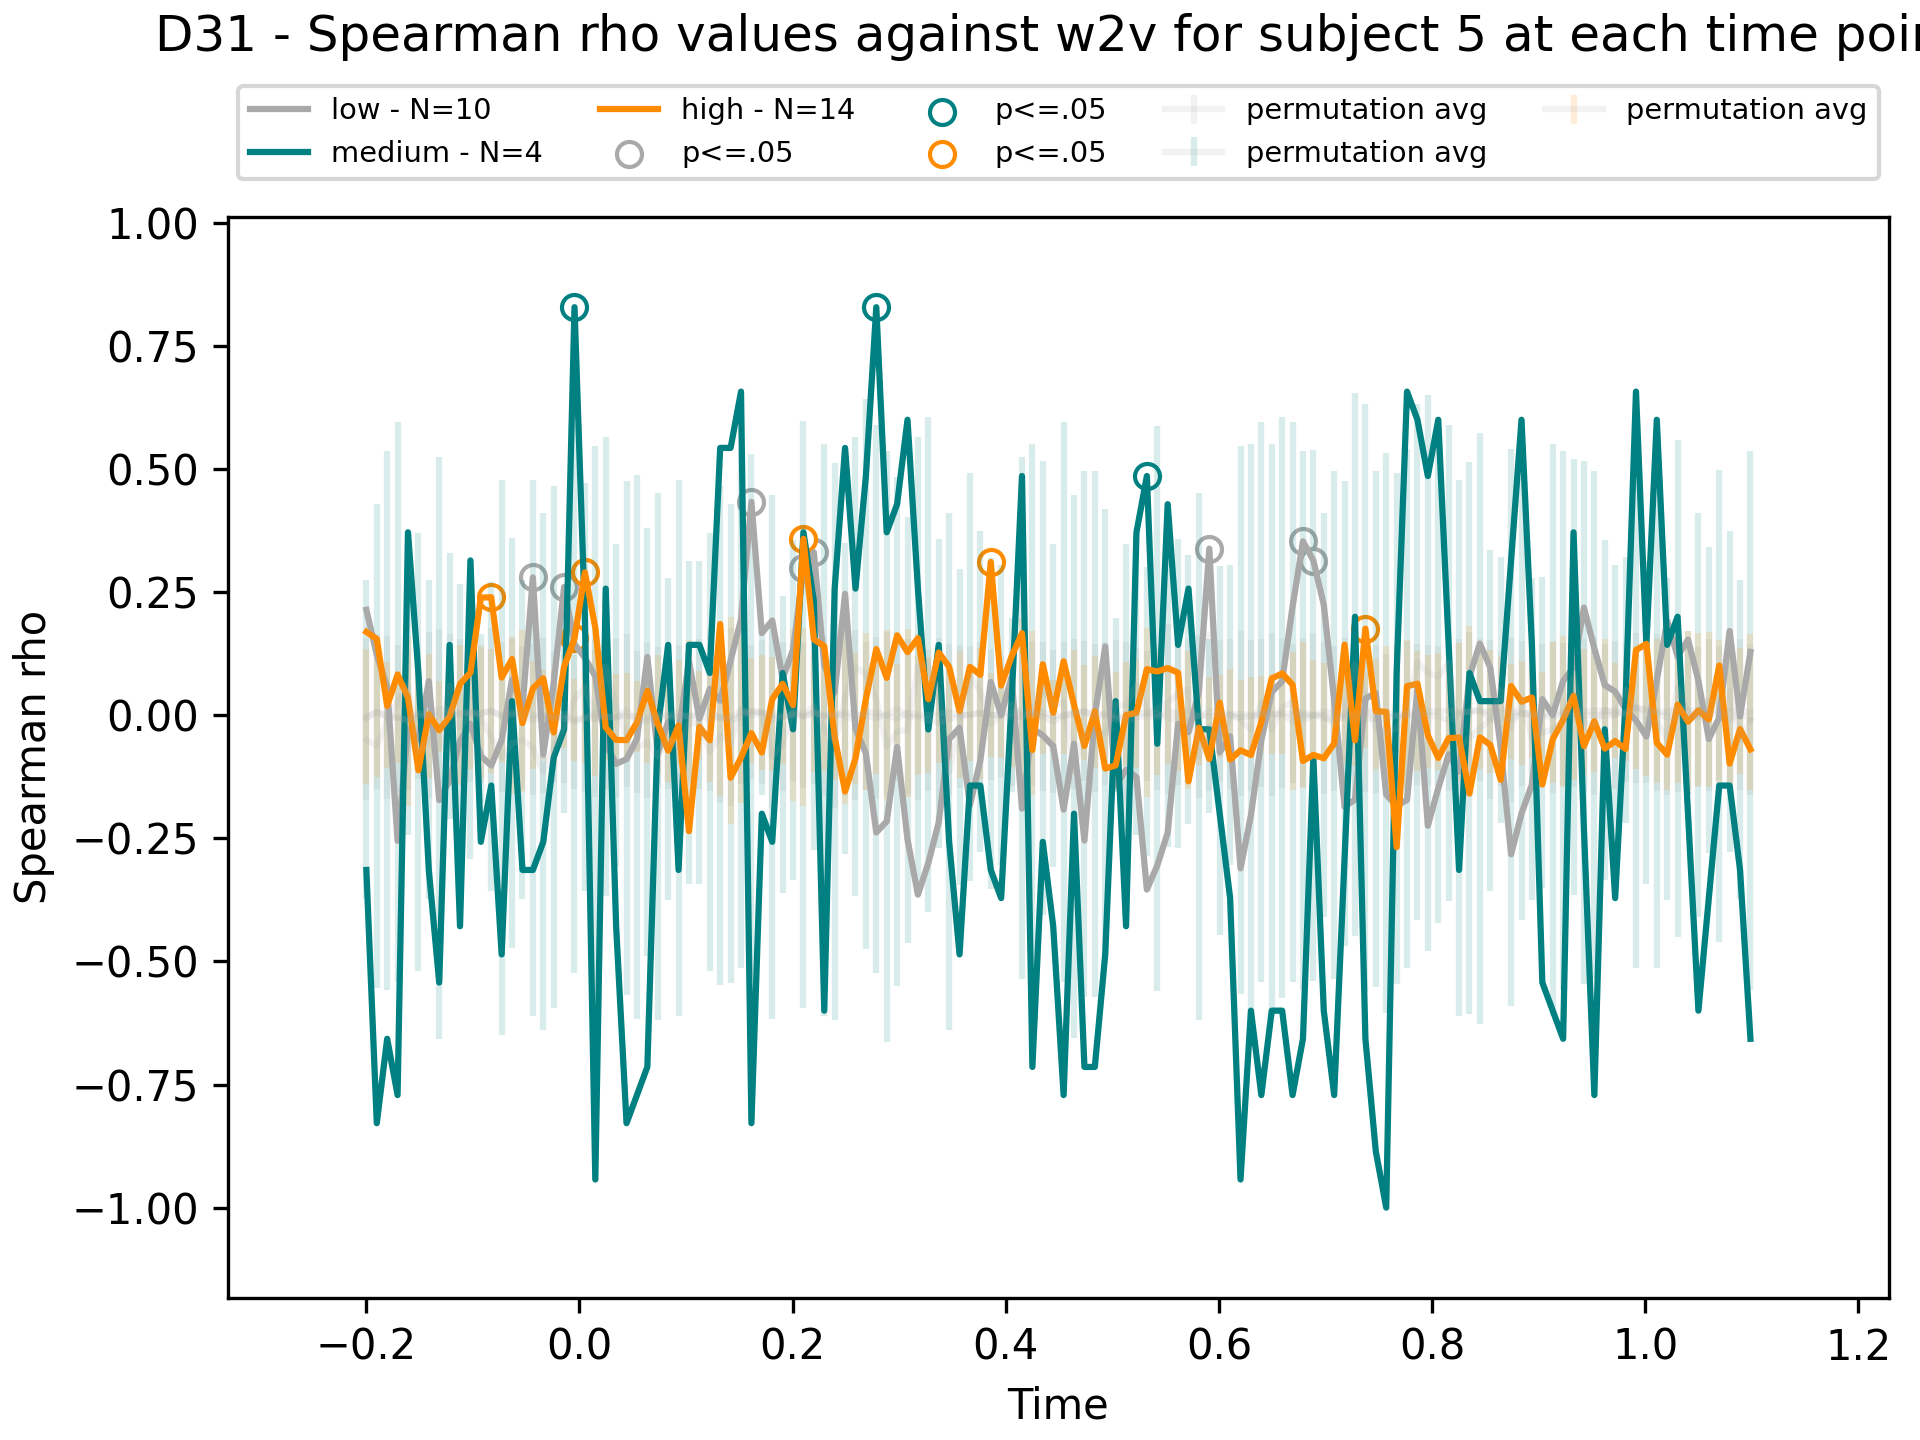 D31 - Spearman rho values against w2v for subject 5 at each time
low - N=10
medium - N=4
high - N=14
p<=.05
p<=.05
p<=.05
permutation avg
permutation avg
permutation avg
1.00
0.75
0.50
0.25
0.00
−0.25
−0.50
−0.75
−1.00
Spearman rho
−0.2
0.0
0.2
0.4
0.6
0.8
1.0
1.2
Time